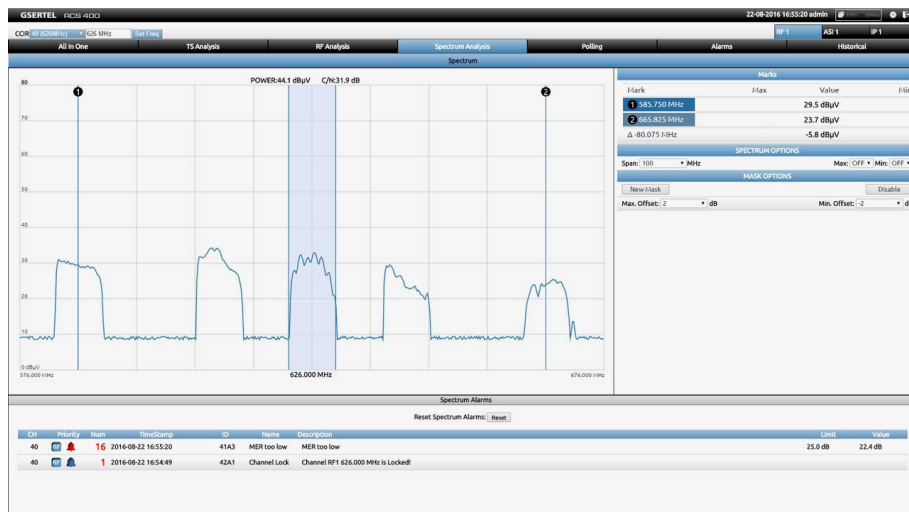 GSERTEL RCS 400
22-08-2016 16:55:20 admin
COIR 40 (626MHz) 626 MHz Set Freq
RF 1 ASI 1 IP 1
All In One TS Analysis RF Analysis Spectrum Analysis Polling Alarms Historical
Spectrum
POWER:44.1 dBµV C/N:31.9 dB
80
70
60
50
40
30
20
10
0 dBµV
1
2
576.000 MHz 626.000 MHz 676.000 MHz
Marks
Mark Max Value Min
1 585.750 MHz 29.5 dBµV
2 665.825 MHz 23.7 dBµV
Δ -80.075 MHz -5.8 dBµV
SPECTRUM OPTIONS
Span: 100 MHz Max: OFF Min: OFF
MASK OPTIONS
New Mask Disable
Max. Offset: 2 dB Min. Offset: -2 d
Spectrum Alarms
Reset Spectrum Alarms: Reset
CH Priority Num TimeStamp ID Name Description Limit Value
40 RF 16 2016-08-22 16:55:20 41A3 MER too low MER too low 25.0 dB 22.4 dB
40 RF 1 2016-08-22 16:54:49 42A1 Channel Lock Channel RF1 626.000 MHz is Locked!